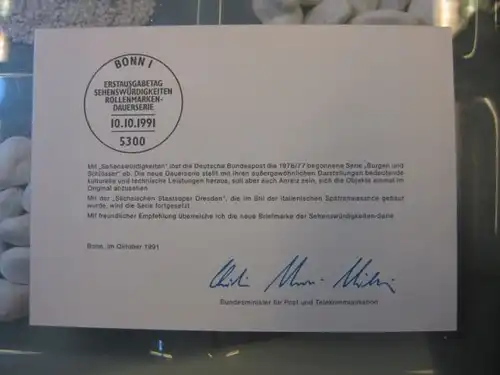 BONN 1
ERSTAUSGABETAG
SEHENSWÜRDIGKEITEN
ROLLENMARKEN-
DAUERSERIE
10.10.1991
5300
Mit „Sehenswürdigkeiten" löst die Deutsche Bundespost die 1976/77 begonnene Serie „Burgen und
Schlösser" ab. Die neue Dauerserie stellt mit ihren außergewöhnlichen Darstellungen bedeutende
kulturelle und technische Leistungen heraus, soll aber auch Anreiz sein, sich die Objekte einmal im
Original anzusehen.
Mit der „Sächsischen Staatsoper Dresden", die im Stil der italienischen Spätrenaissance gebaut
wurde, wird die Serie fortgesetzt.
Mit freundlicher Empfehlung überreiche ich die neue Briefmarke der Sehenswürdigkeiten-Serie
Bonn, im Oktober 1991
Bundesminister für Post und Telekommunikation